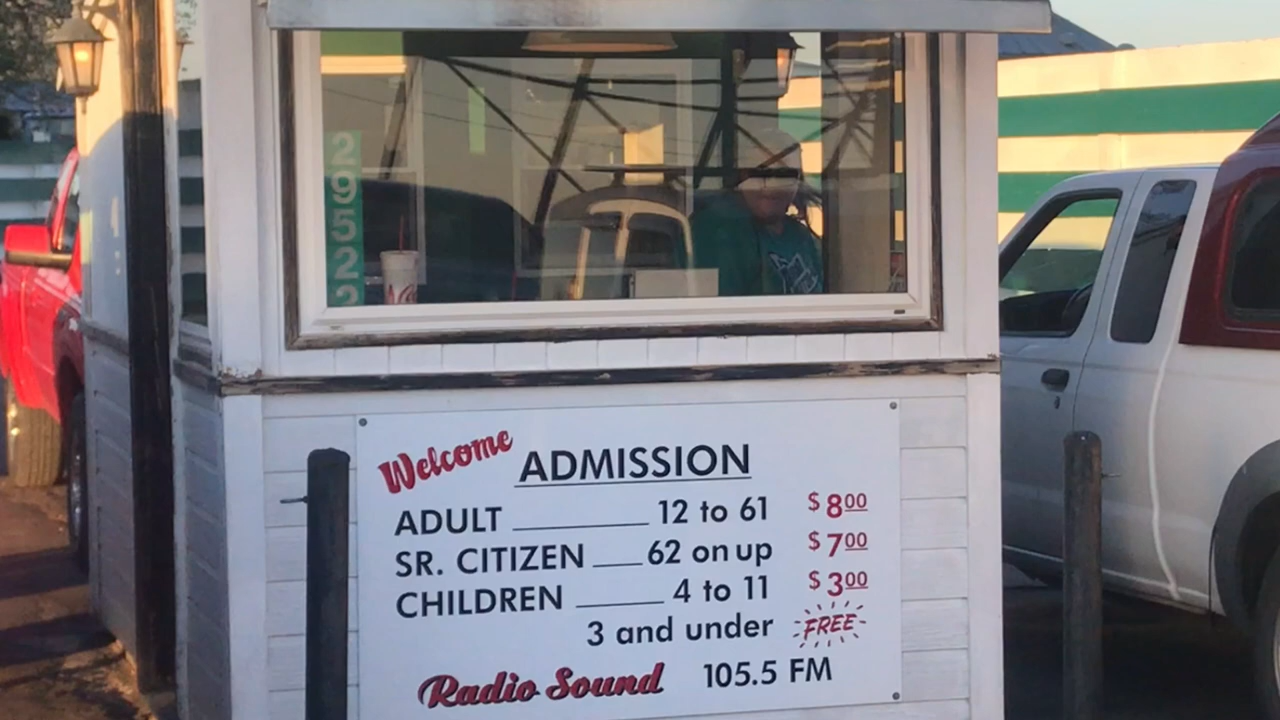 29522
Welcome
ADMISSION
ADULT 12 to 61 $8.00
SR. CITIZEN 62 on up $7.00
CHILDREN 4 to 11 $3.00
3 and under FREE
Radio Sound 105.5 FM